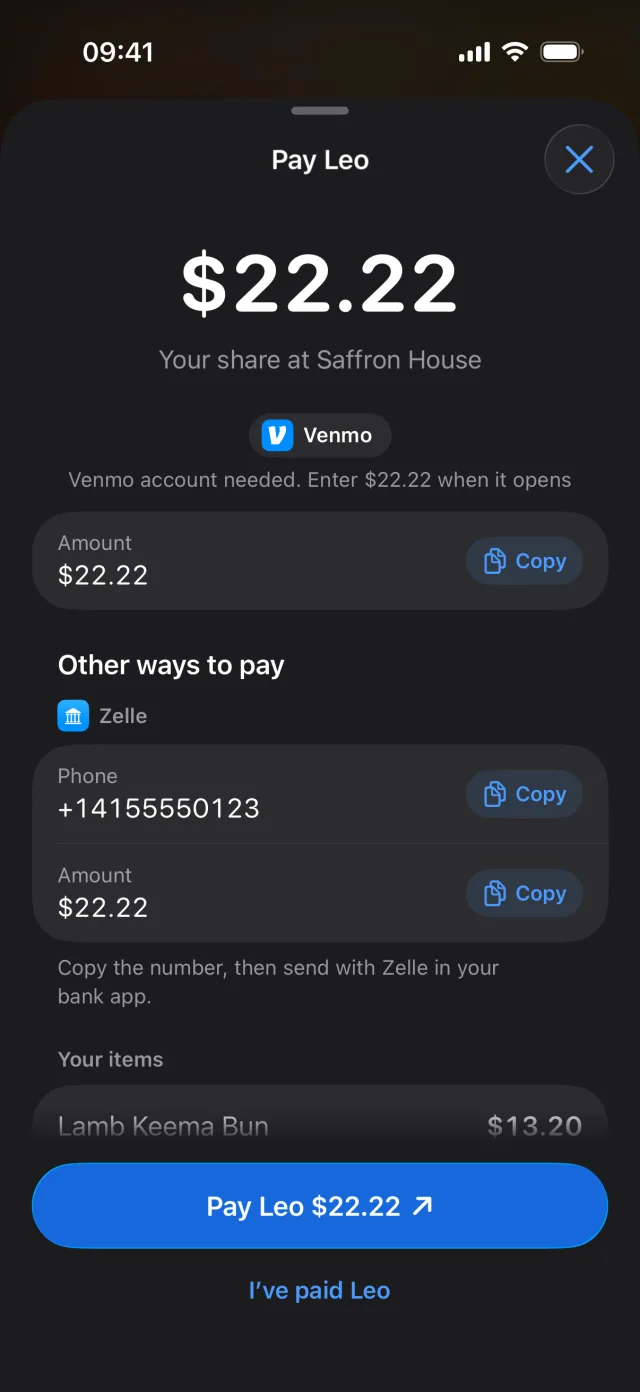 09:41
Pay Leo
$22.22
Your share at Saffron House
Venmo
Venmo account needed. Enter $22.22 when it opens
Amount
$22.22
Copy
Other ways to pay
Zelle
Phone
+14155550123
Copy
Amount
$22.22
Copy
Copy the number, then send with Zelle in your
bank app.
Your items
Lamb Keema Bun $13.20
Pay Leo $22.22
I’ve paid Leo